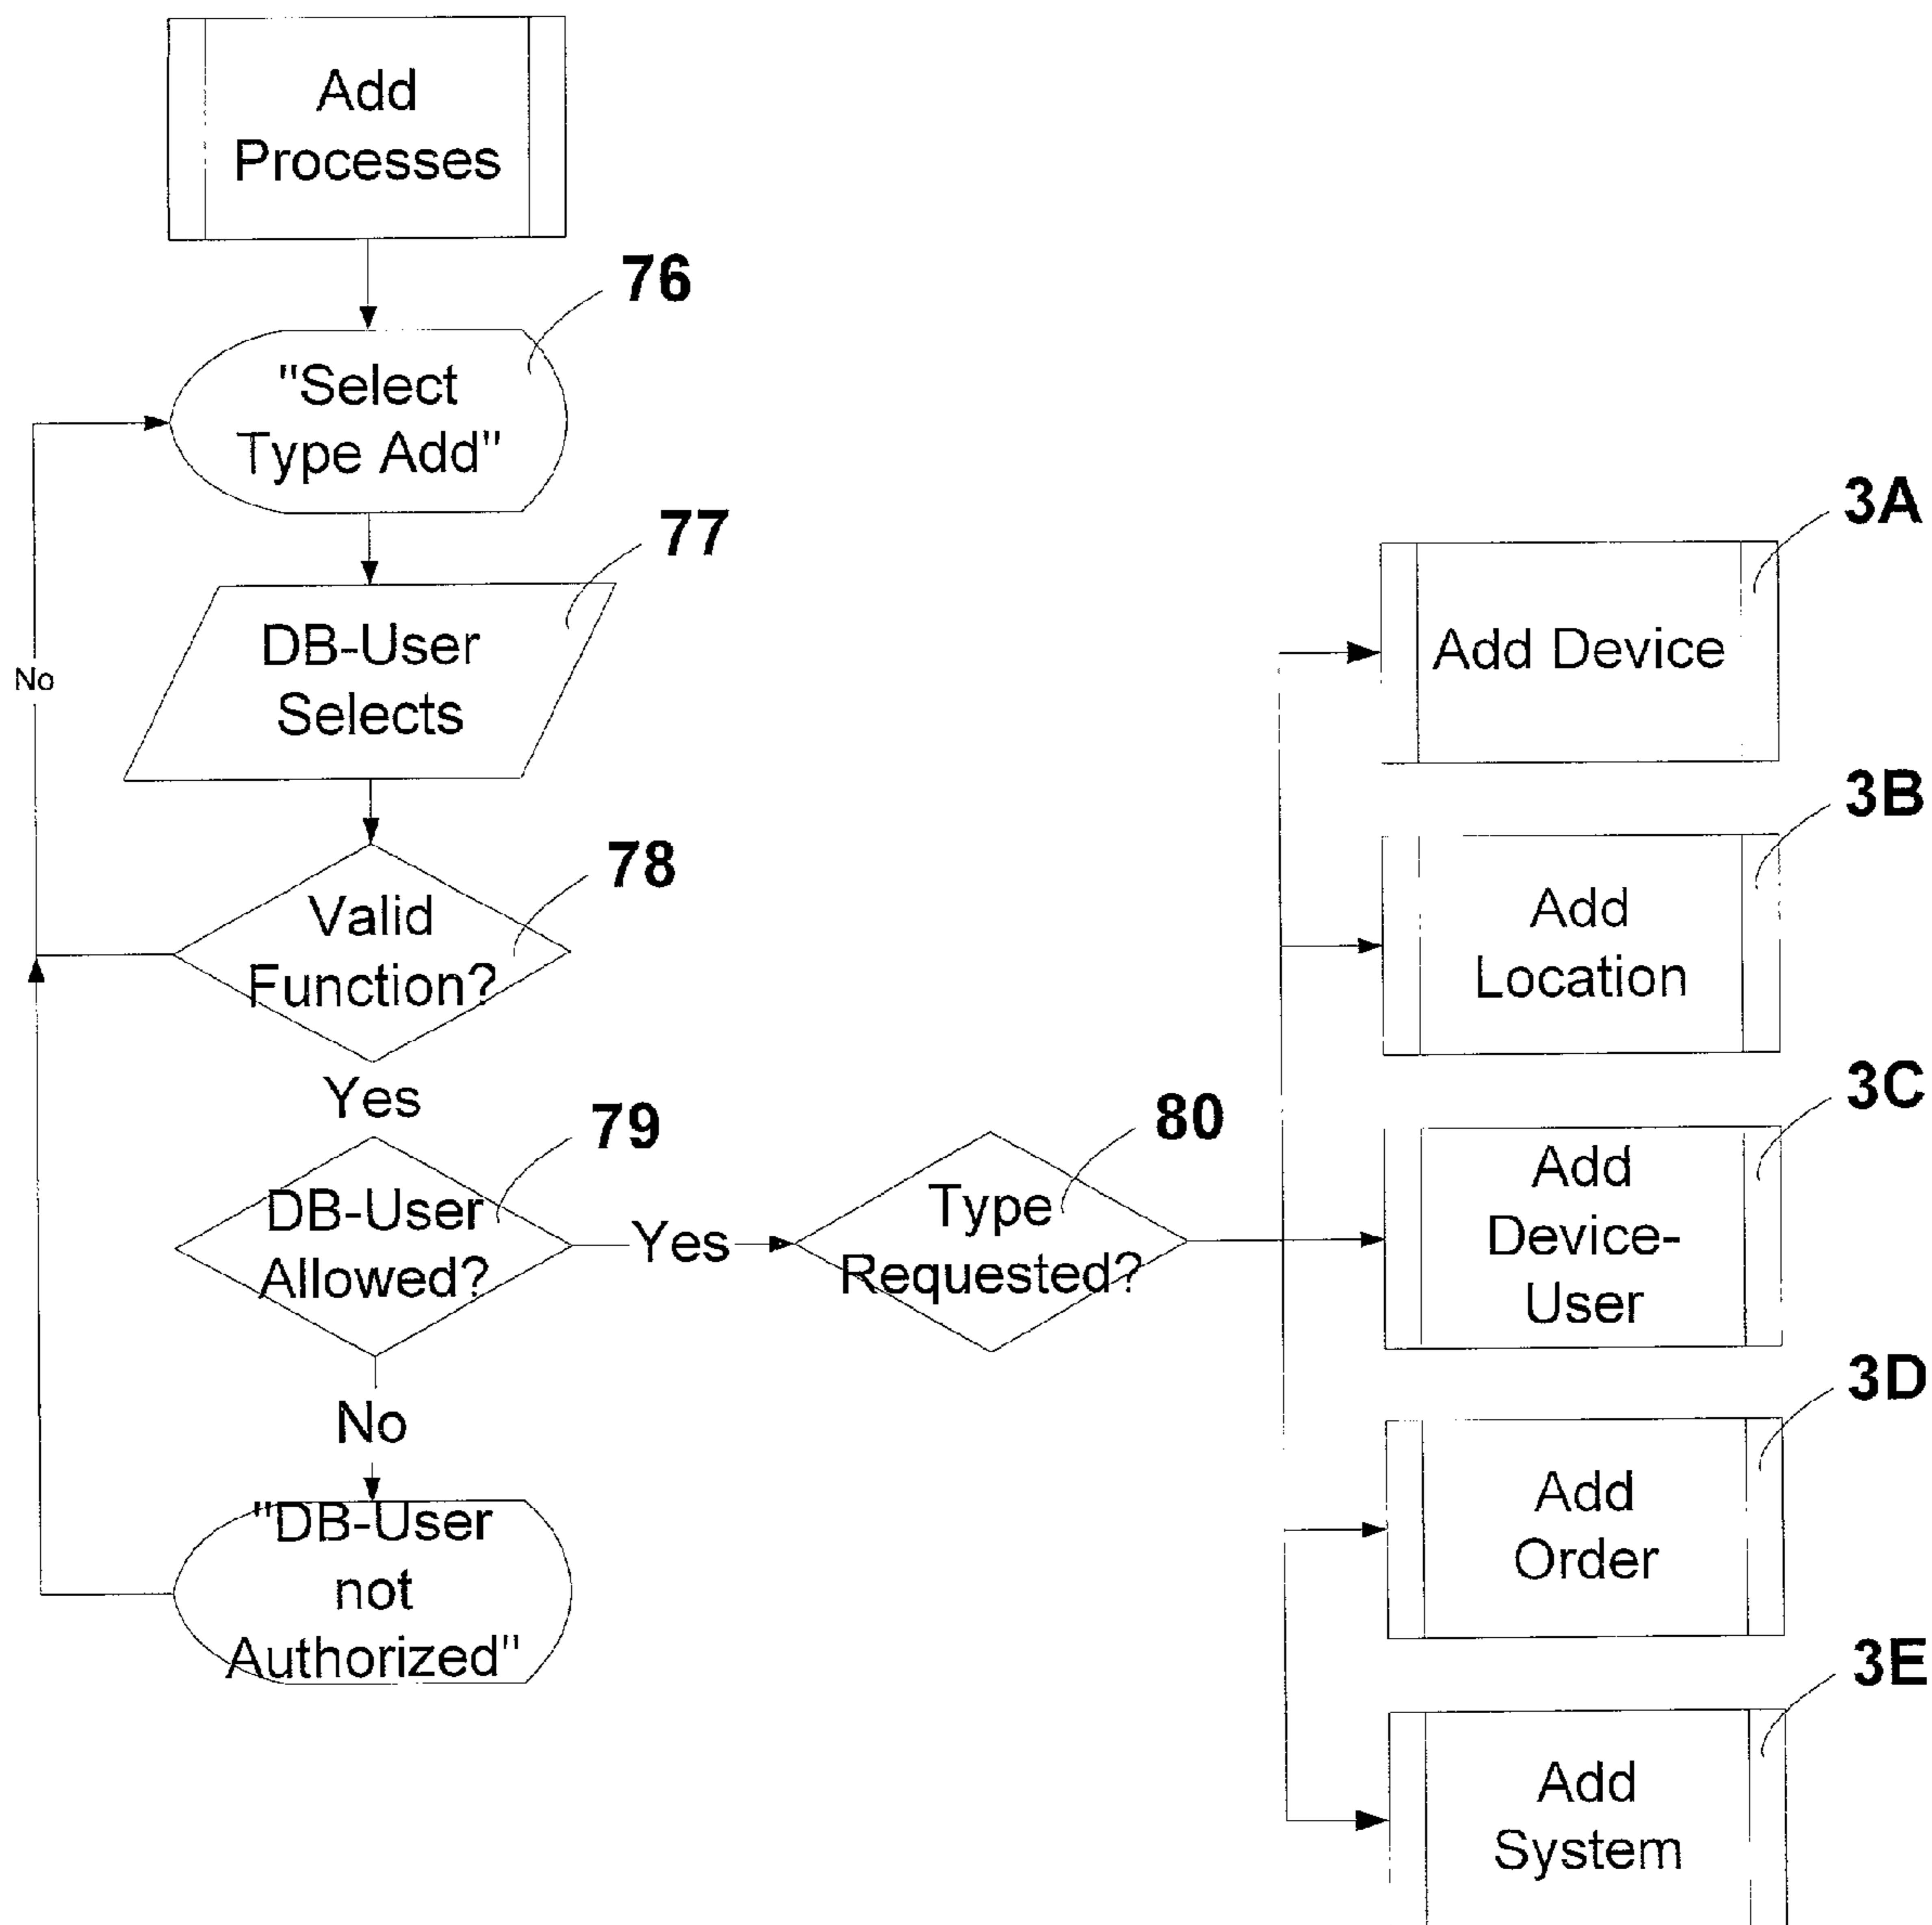 Add
Processes
76
"Select
Type Add"
77
DB-User
Selects
No
78
Valid
Function?
Yes
79
DB-User
Allowed?
Yes
80
Type
Requested?
No
"DB-User
not
Authorized"
3A
Add Device
3B
Add
Location
3C
Add
Device-
User
3D
Add
Order
3E
Add
System